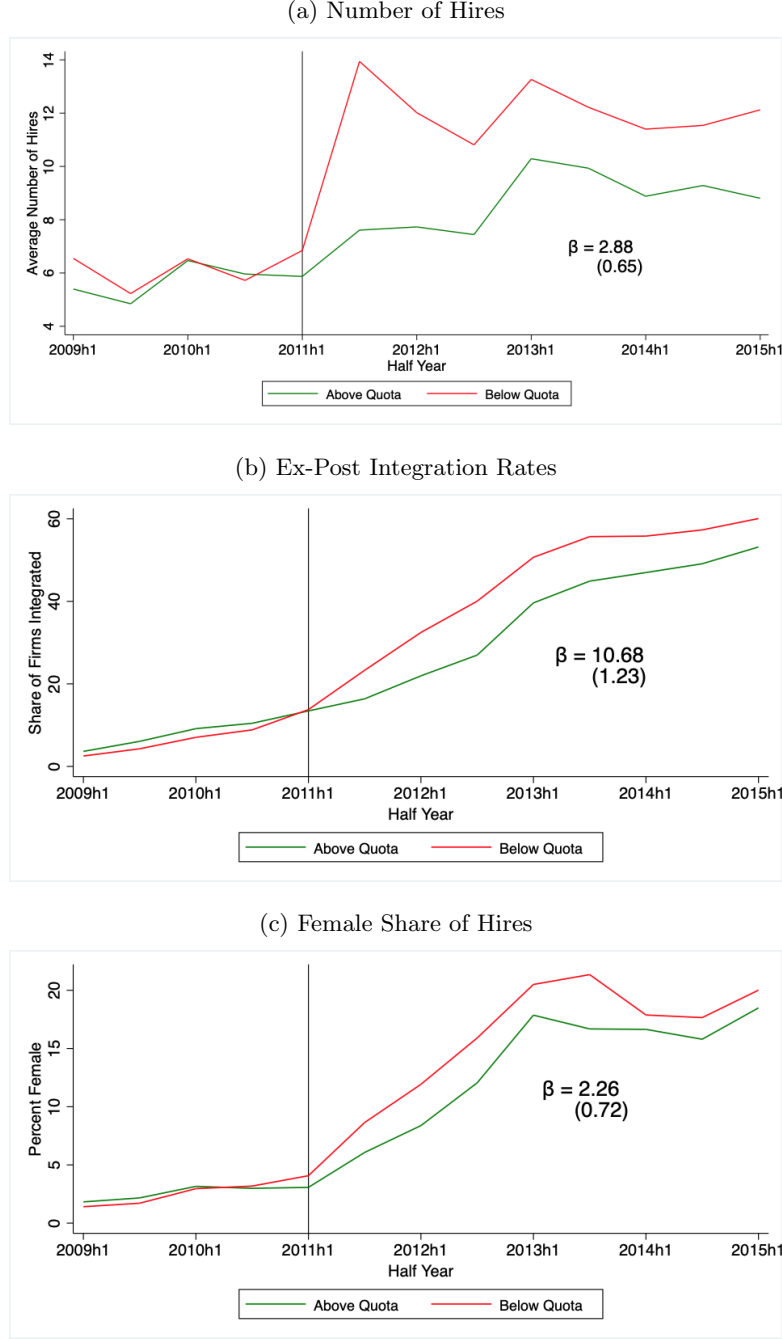 (a) Number of Hires
Average Number of Hires
14
12
10
8
6
4
β = 2.88
(0.65)
2009h1 2010h1 2011h1 2012h1 2013h1 2014h1 2015h1
Half Year
Above Quota Below Quota
(b) Ex-Post Integration Rates
Share of Firms Integrated
60
40
20
0
β = 10.68
(1.23)
2009h1 2010h1 2011h1 2012h1 2013h1 2014h1 2015h1
Half Year
Above Quota Below Quota
(c) Female Share of Hires
Percent Female
20
15
10
5
0
β = 2.26
(0.72)
2009h1 2010h1 2011h1 2012h1 2013h1 2014h1 2015h1
Half Year
Above Quota Below Quota